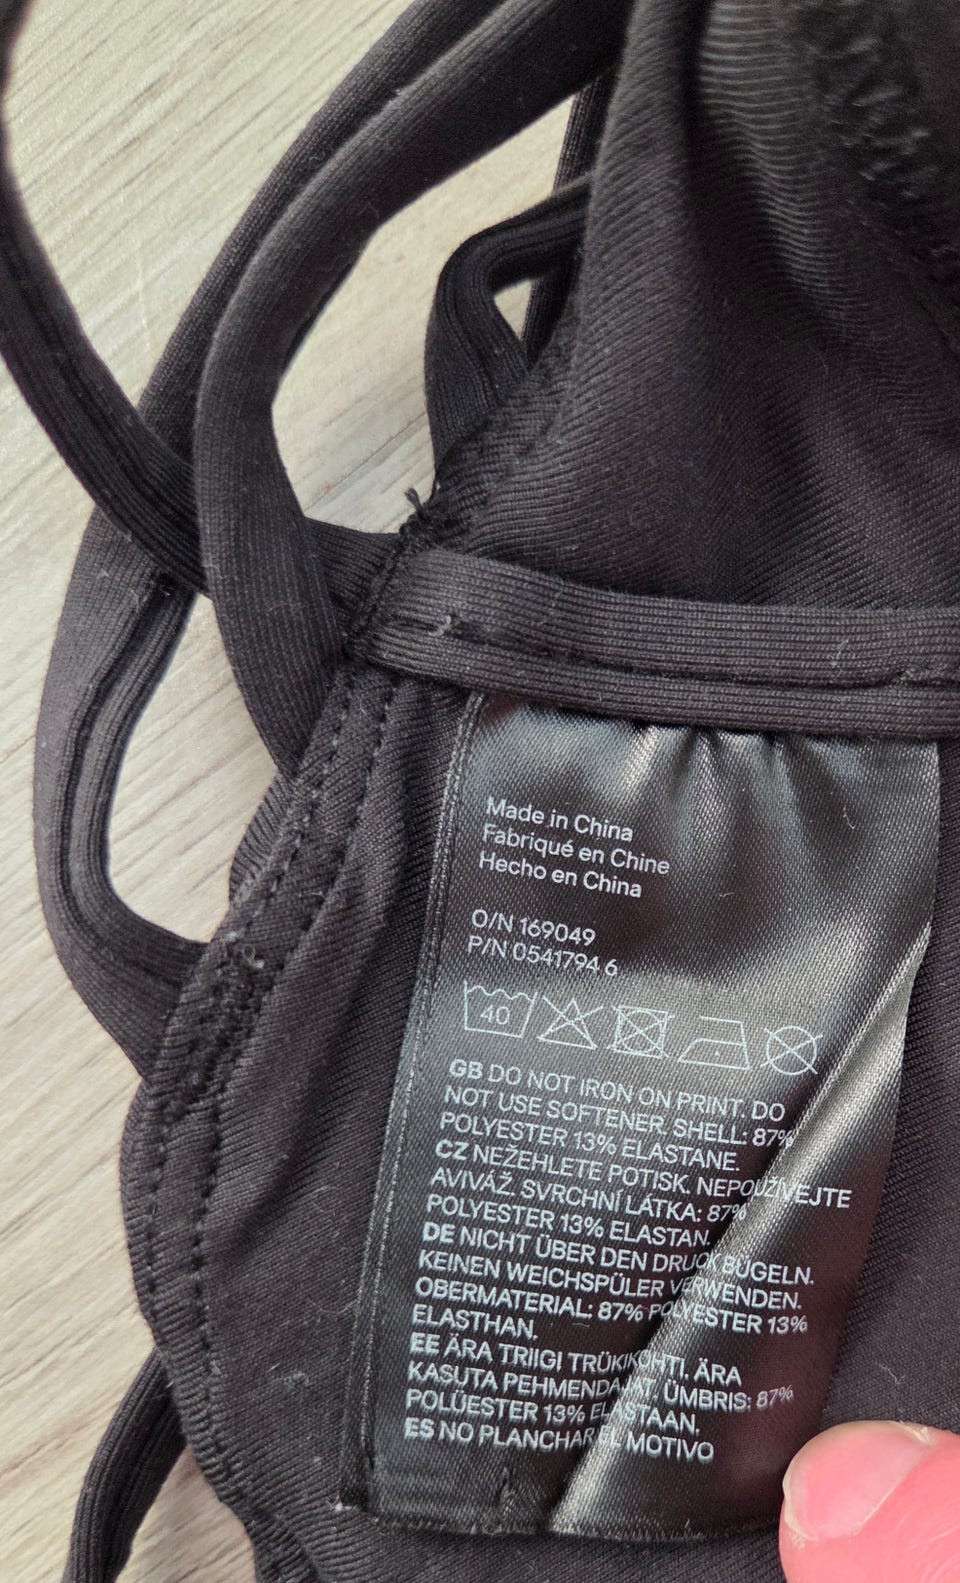 Made in China
Fabriqué en Chine
Hecho en China
O/N 169049
P/N 0541794 6
40
GB DO NOT IRON ON PRINT. DO
NOT USE SOFTENER. SHELL: 87%
POLYESTER 13% ELASTANE.
CZ NEŽEHLETE POTISK. NEPOUŽÍVEJTE
AVIVÁŽ. SVRCHNÍ LÁTKA: 87%
POLYESTER 13% ELASTAN.
DE NICHT ÜBER DEN DRUCK BÜGELN.
KEINEN WEICHSPÜLER VERWENDEN.
OBERMATERIAL: 87% POLYESTER 13%
ELASTHAN.
EE ÄRA TRIIGI TRÜKIKOHTI. ÄRA
KASUTA PEHMENDAJAT. ÜMBRIS: 87%
POLÜESTER 13% ELASTAAN.
ES NO PLANCHAR EL MOTIVO